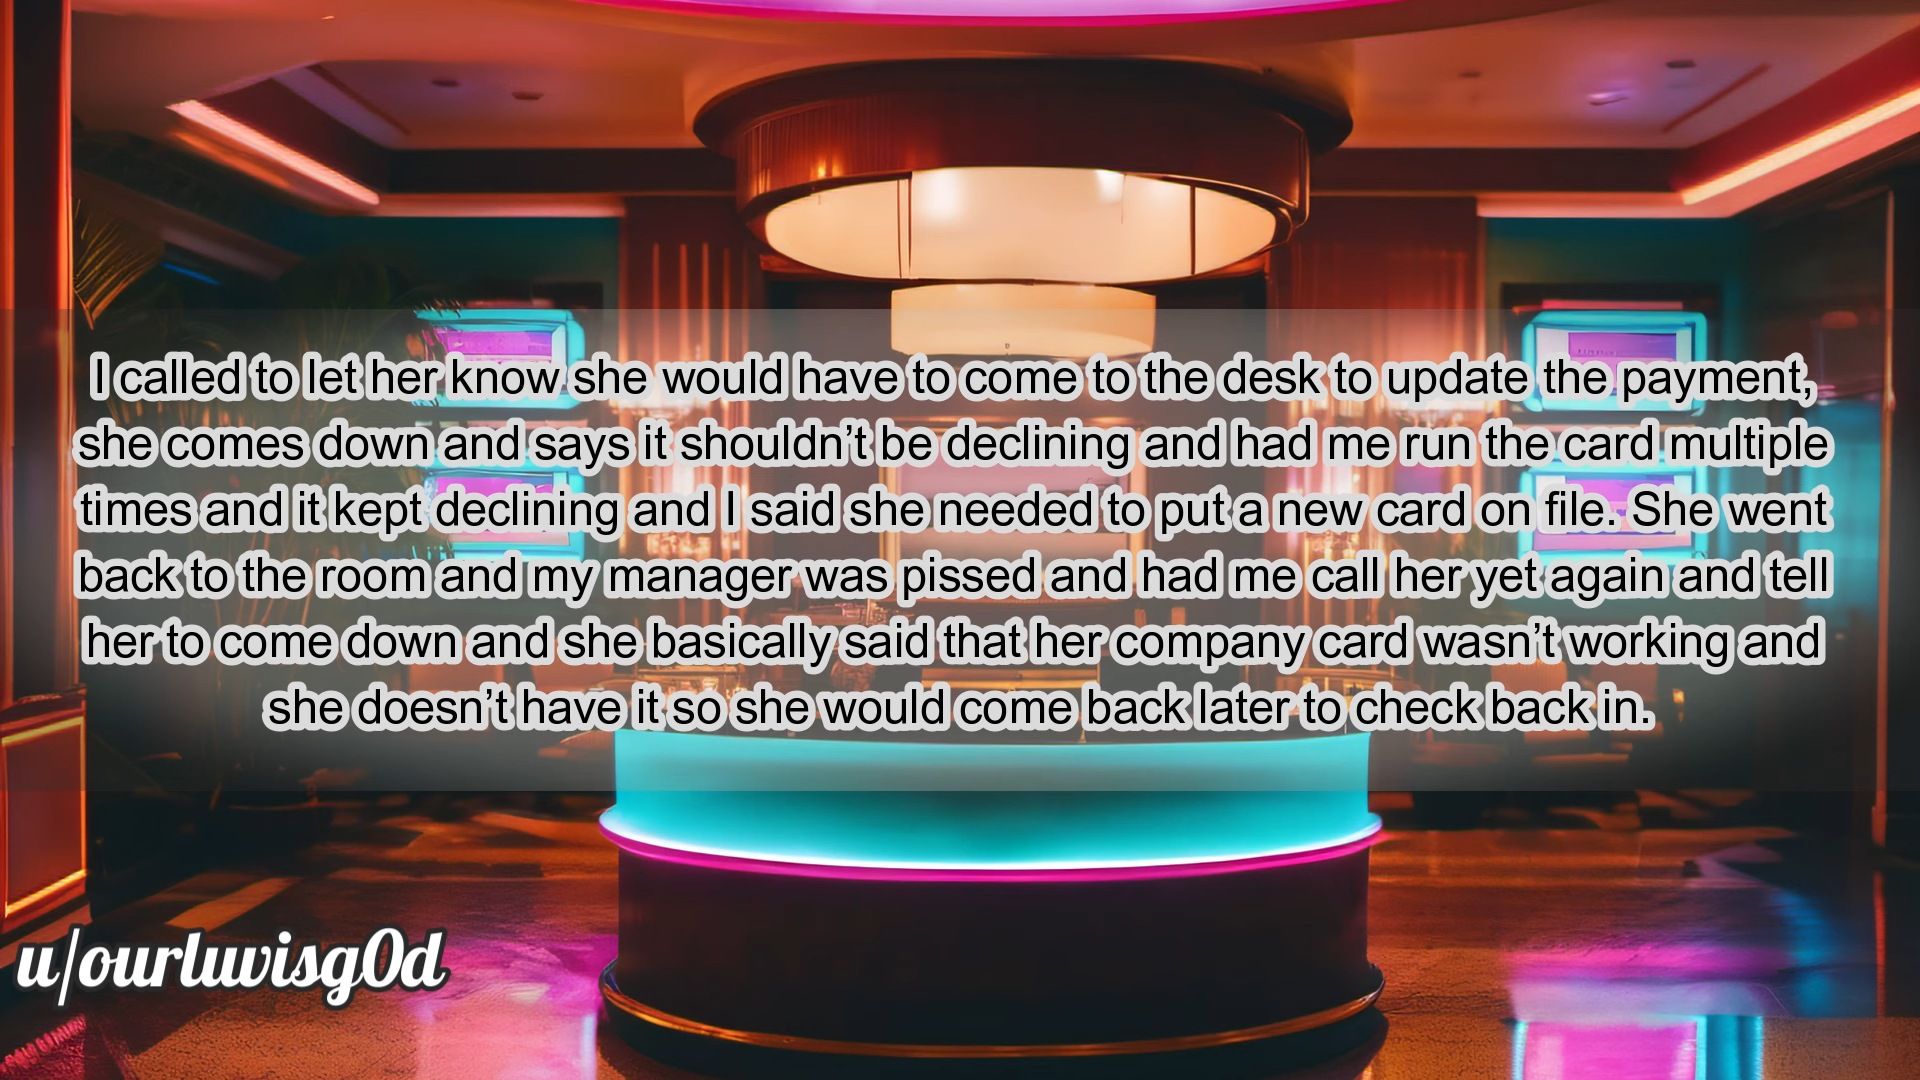 I called to let her know she would have to come to the desk to update the payment,
she comes down and says it shouldn’t be declining and had me run the card multiple
times and it kept declining and I said she needed to put a new card on file. She went
back to the room and my manager was pissed and had me call her yet again and tell
her to come down and she basically said that her company card wasn’t working and
she doesn’t have it so she would come back later to check back in.
u/ourluvisg0d